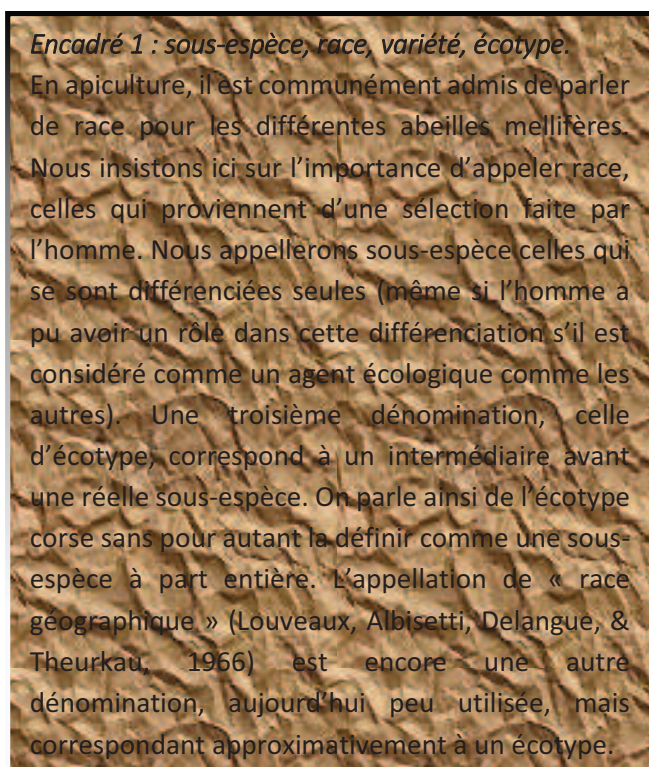 Encadré 1 : sous-espèce, race, variété, écotype.
En apiculture, il est communément admis de parler
de race pour les différentes abeilles mellifères.
Nous insistons ici sur l'importance d'appeler race,
celles qui proviennent d'une sélection faite par
l'homme. Nous appellerons sous-espèce celles qui
se sont différenciées seules (même si l'homme a
pu avoir un rôle dans cette différenciation s'il est
considéré comme un agent écologique comme les
autres). Une troisième dénomination, celle
d'écotype, correspond à un intermédiaire avant
une réelle sous-espèce. On parle ainsi de l'écotype
corse sans pour autant la définir comme une sous-
espèce à part entière. L'appellation de « race
géographique » (Louveaux, Albisetti, Delangue, &
Theurkau, 1966) est encore une autre
dénomination, aujourd'hui peu utilisée, mais
correspondant approximativement à un écotype.